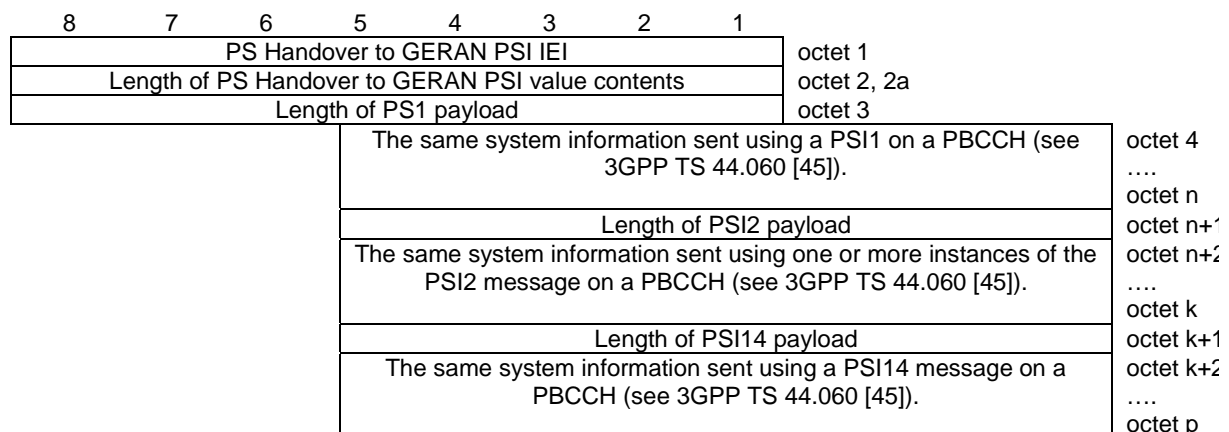 8 7 6 5 4 3 2 1
PS Handover to GERAN PSI IEI octet 1
Length of PS Handover to GERAN PSI value contents octet 2, 2a
Length of PS1 payload octet 3
The same system information sent using a PSI1 on a PBCCH (see octet 4
3GPP TS 44.060 [45]). ….
octet n
Length of PSI2 payload octet n+1
The same system information sent using one or more instances of the octet n+2
PSI2 message on a PBCCH (see 3GPP TS 44.060 [45]). ….
octet k
Length of PSI14 payload octet k+1
The same system information sent using a PSI14 message on a octet k+2
PBCCH (see 3GPP TS 44.060 [45]). ….
octet p